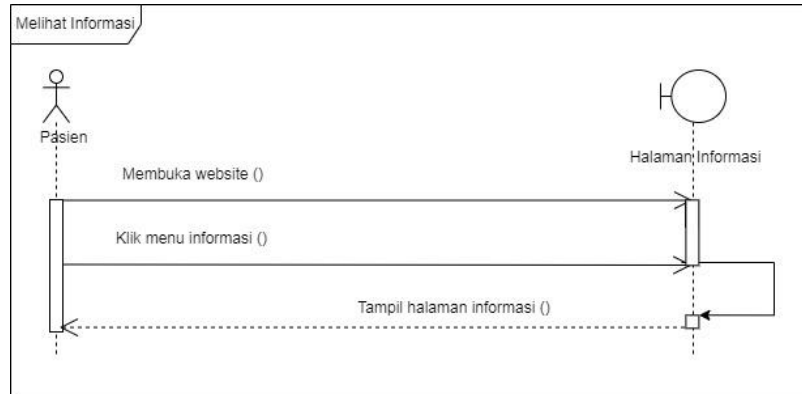 Melihat Informasi
Pasien
Halaman Informasi
Membuka website ()
Klik menu informasi ()
Tampil halaman informasi ()